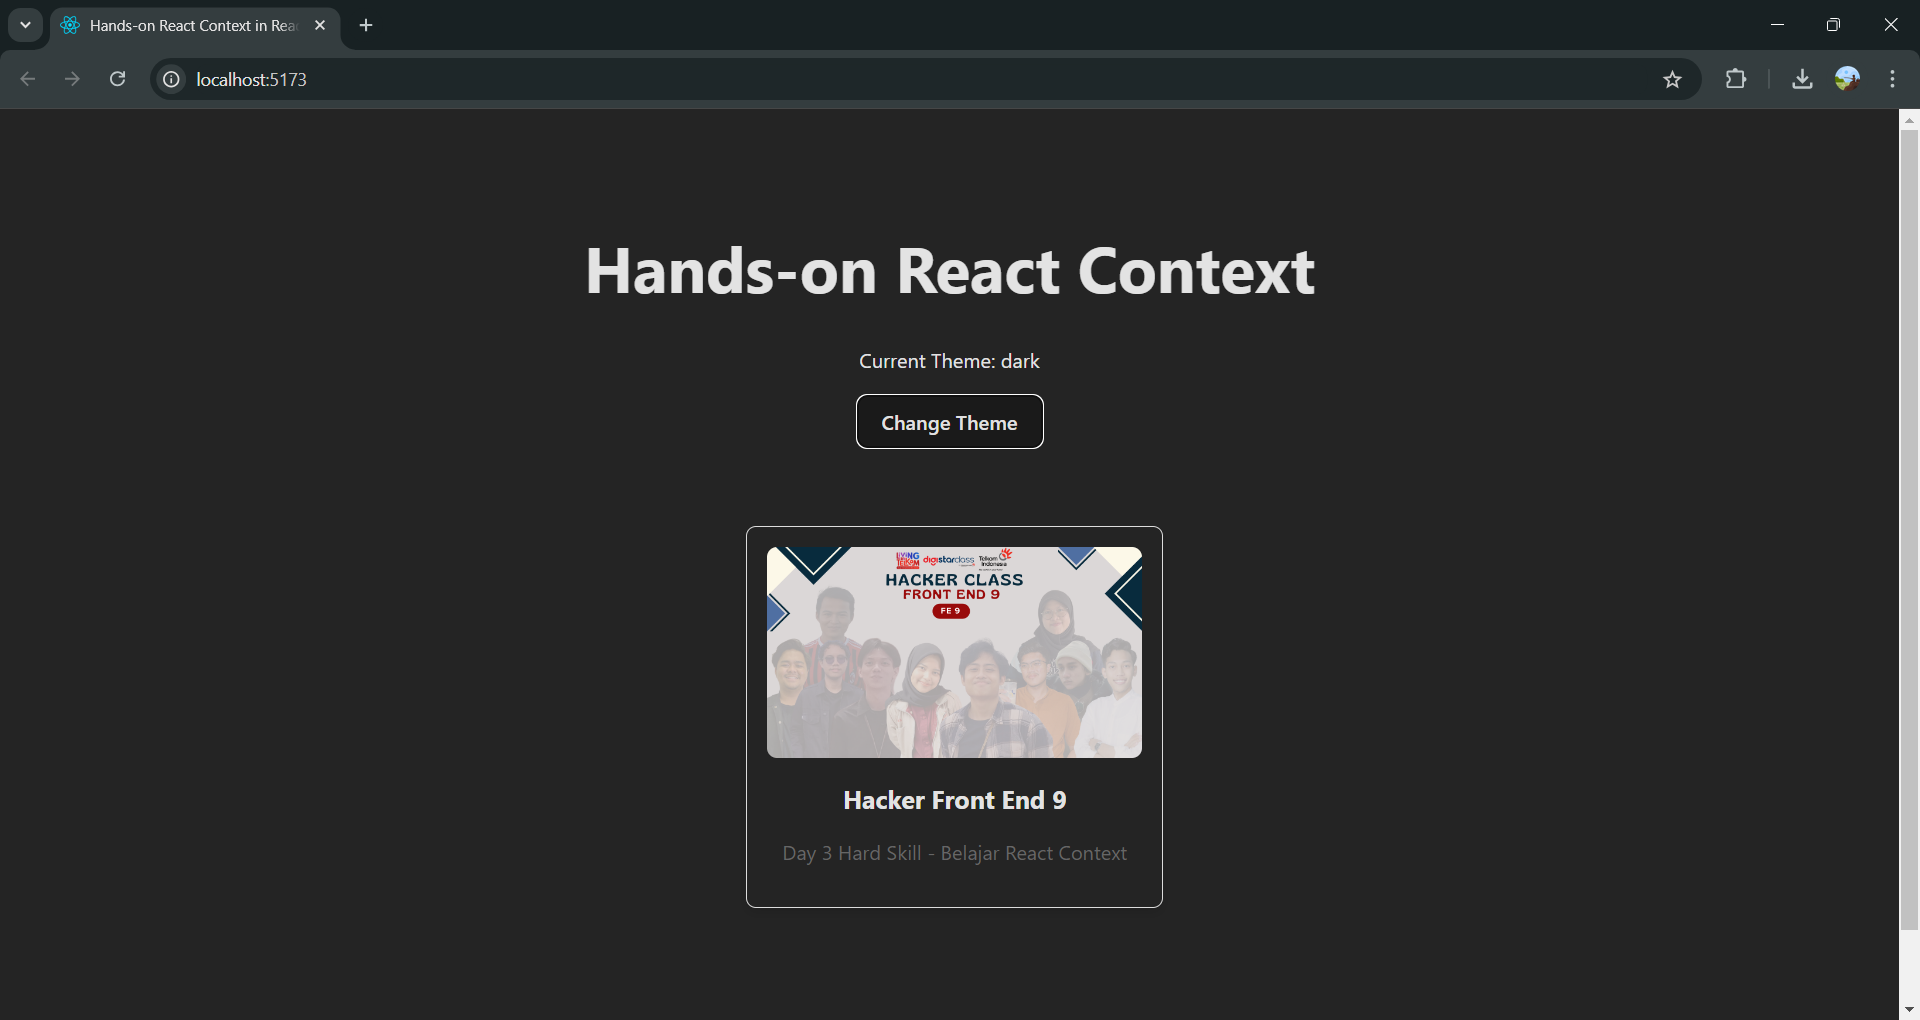 Hands-on React Context in Rea
localhost:5173
Hands-on React Context
Current Theme: dark
Change Theme
LIVING
digistarclass
Telkom
Indonesia
HACKER CLASS
FRONT END 9
FE 9
Hacker Front End 9
Day 3 Hard Skill - Belajar React Context